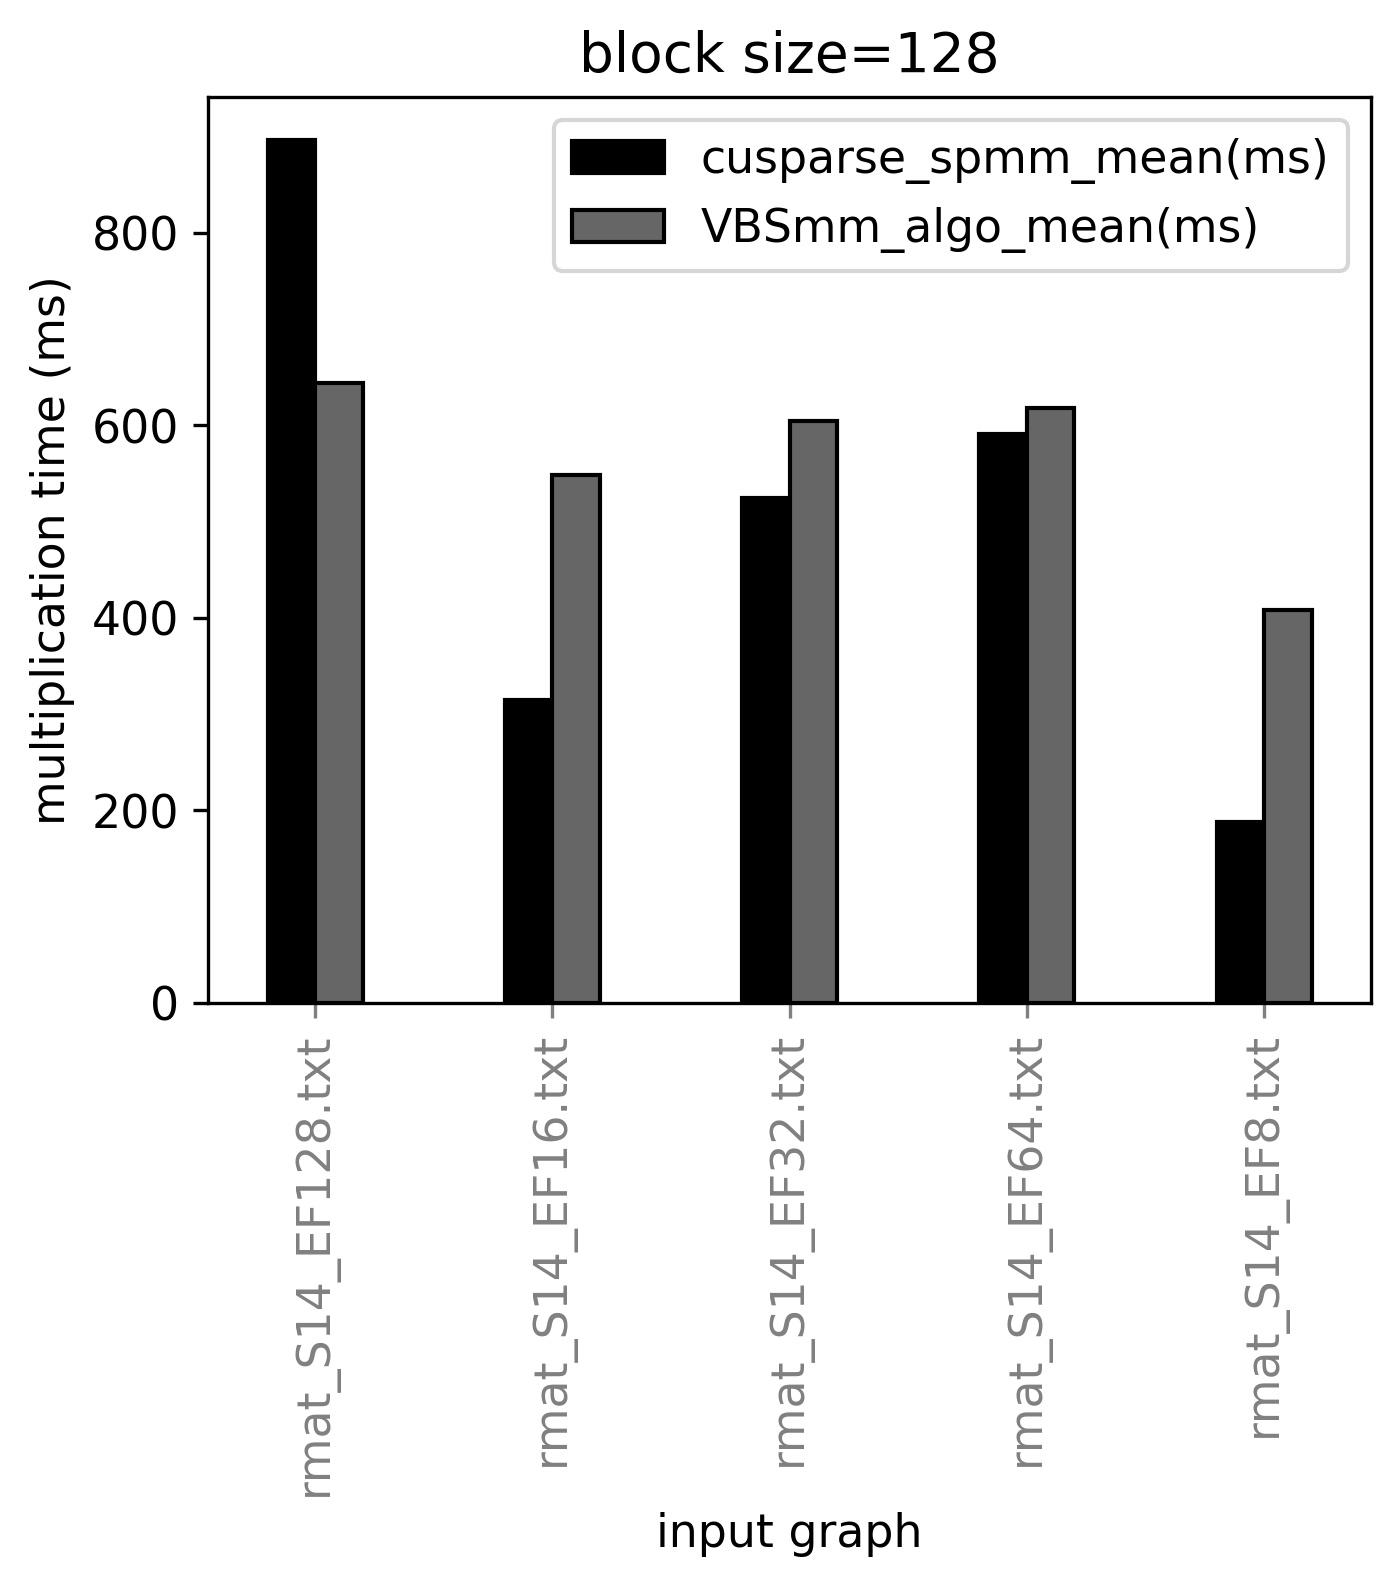 block size=128
cusparse_spmm_mean(ms)
VBSmm_algo_mean(ms)
multiplication time (ms)
800
600
400
200
0
rmat_S14_EF128.txt
rmat_S14_EF16.txt
rmat_S14_EF32.txt
rmat_S14_EF64.txt
rmat_S14_EF8.txt
input graph